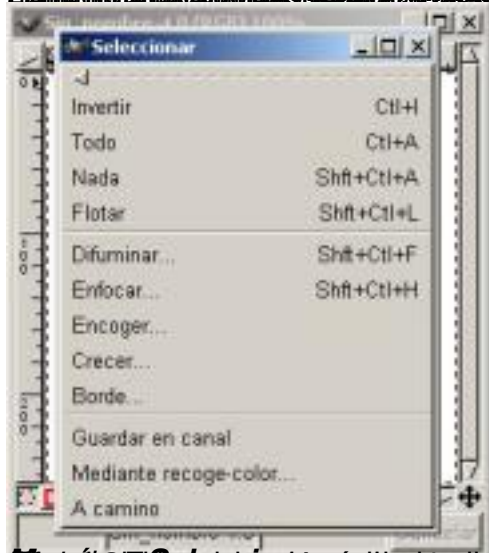 Seleccionar
Invertir Ctl+I
Todo Ctl+A
Nada Shft+Ctl+A
Flotar Shft+Ctl+L
Difuminar... Shft+Ctl+F
Enfocar... Shft+Ctl+H
Encoger...
Crecer...
Borde...
Guardar en canal
Mediante recoge-color...
A camino